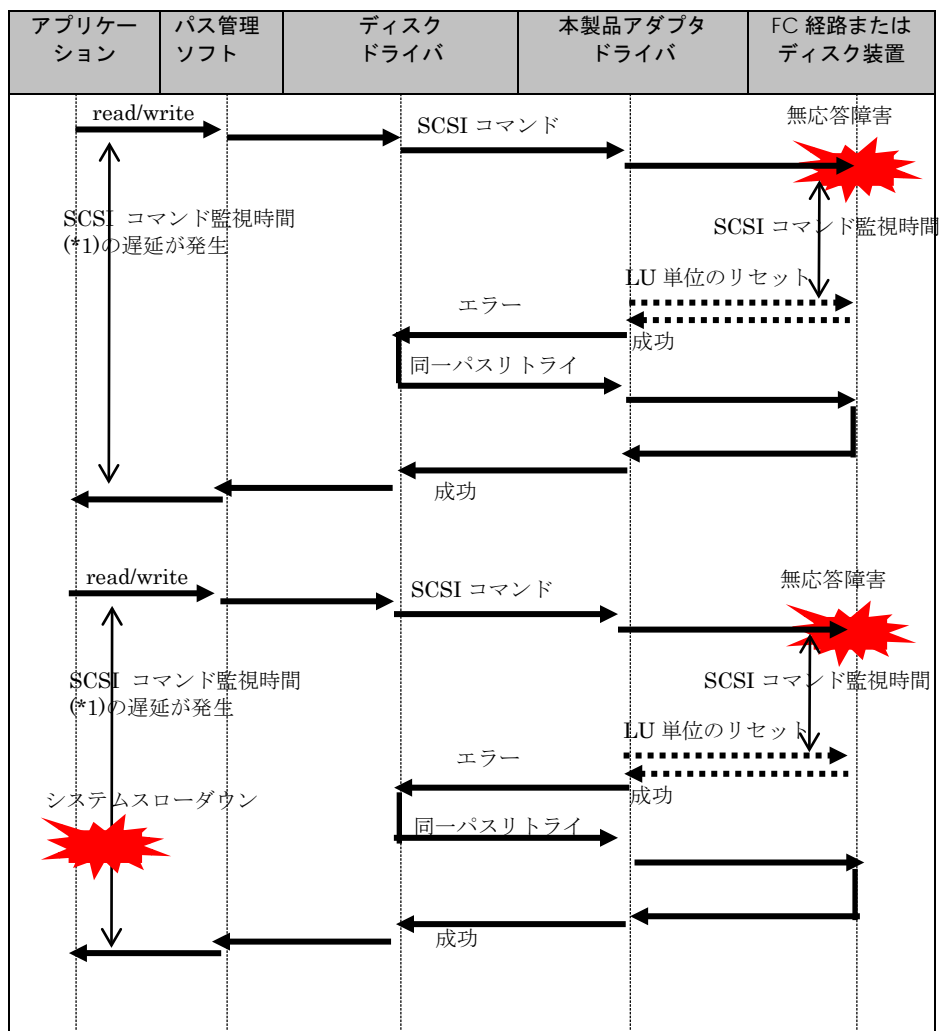 アプリケー
ション
パス管理
ソフト
ディスク
ドライバ
本製品アダプタ
ドライバ
FC 経路または
ディスク装置
read/write
SCSI コマンド
無応答障害
SCSI コマンド監視時間
(*1)の遅延が発生
SCSI コマンド監視時間
LU 単位のリセット
エラー
成功
同一パスリトライ
成功
read/write
SCSI コマンド
無応答障害
SCSI コマンド監視時間
(*1)の遅延が発生
SCSI コマンド監視時間
LU 単位のリセット
エラー
成功
システムスローダウン
同一パスリトライ
成功